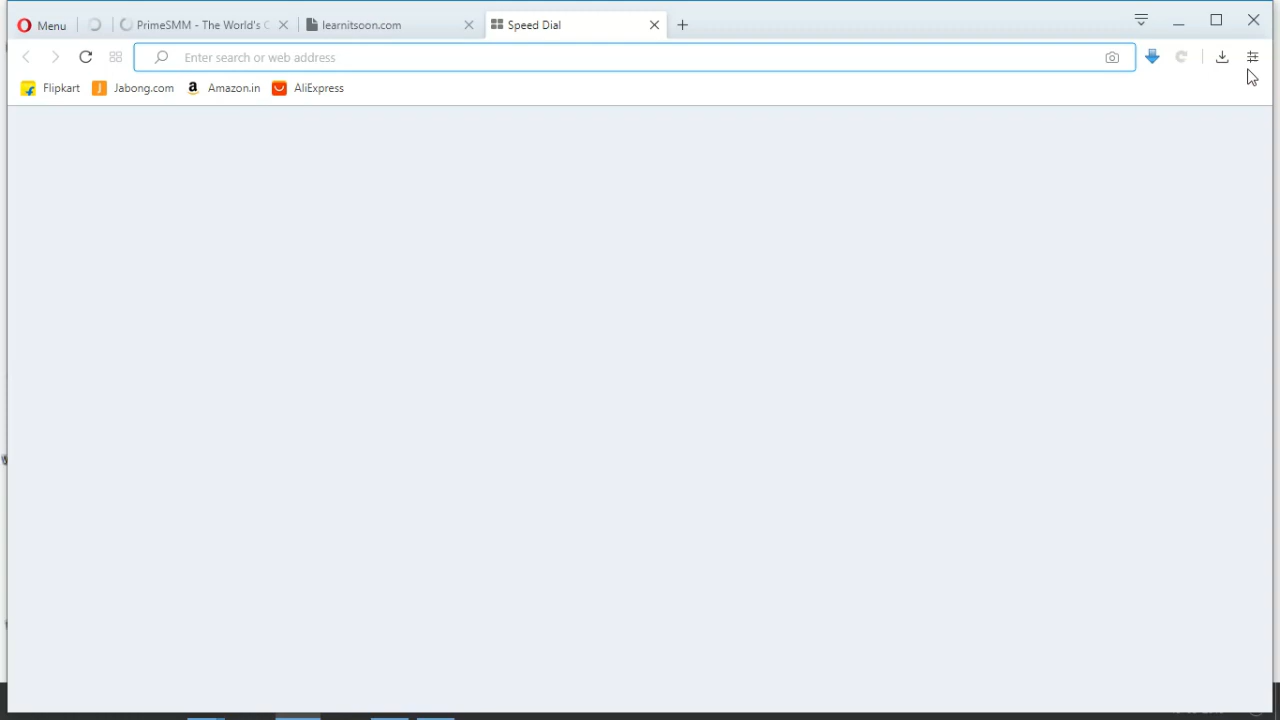 Menu PrimeSMM - The World's learnitsoon.com Speed Dial
Enter search or web address
Flipkart Jabong.com Amazon.in AliExpress